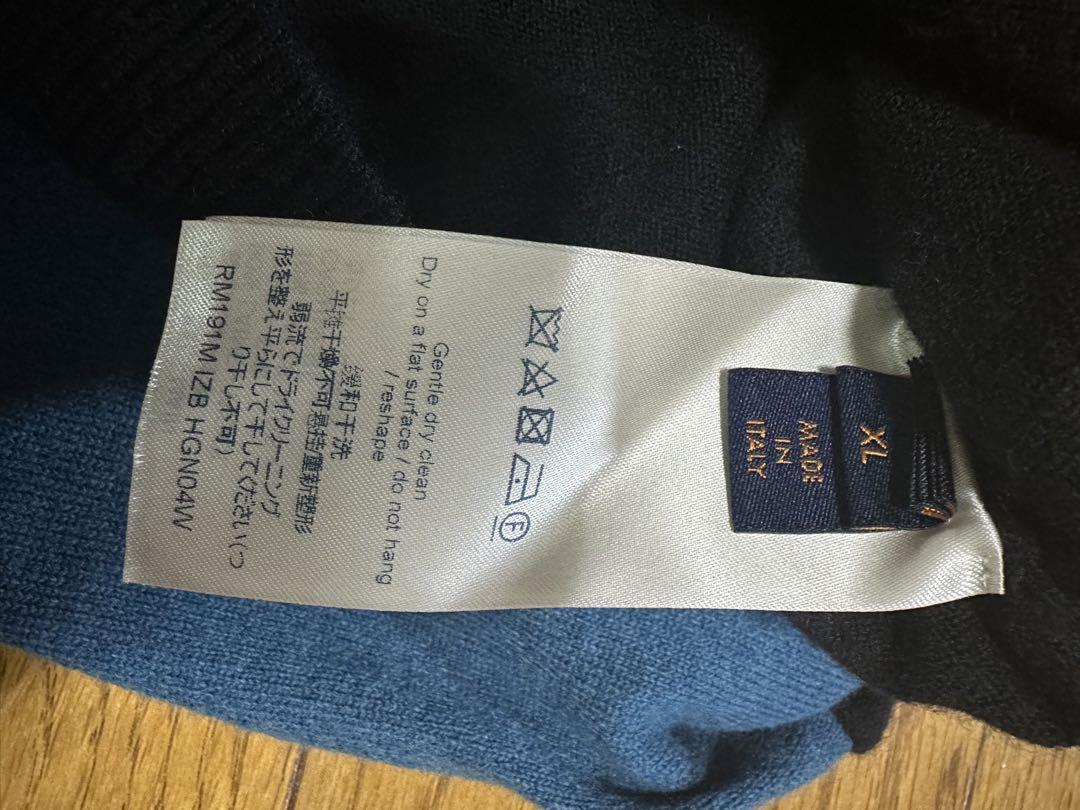 XL
MADE
IN
ITALY
F
Gentle dry clean
Dry on a flat surface / do not hang
/ reshape
缓和干洗
平摊干燥/不可悬挂/重新整形
弱流でドライクリーニング
形を整え平らにして干してください(つ
り干し不可)
RM191M IZB HGN04W